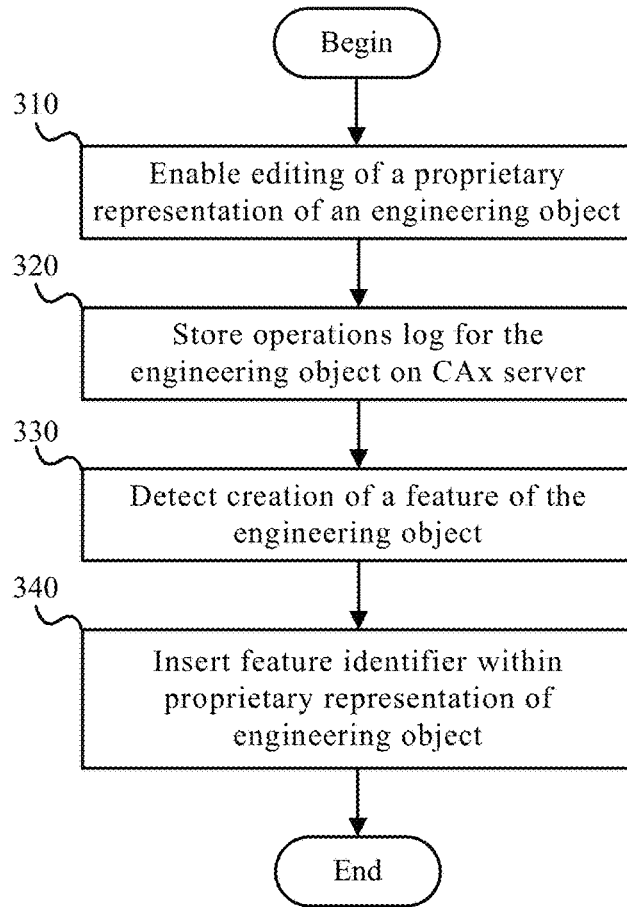 Begin
310
Enable editing of a proprietary
representation of an engineering object
320
Store operations log for the
engineering object on CAx server
330
Detect creation of a feature of the
engineering object
340
Insert feature identifier within
proprietary representation of
engineering object
End